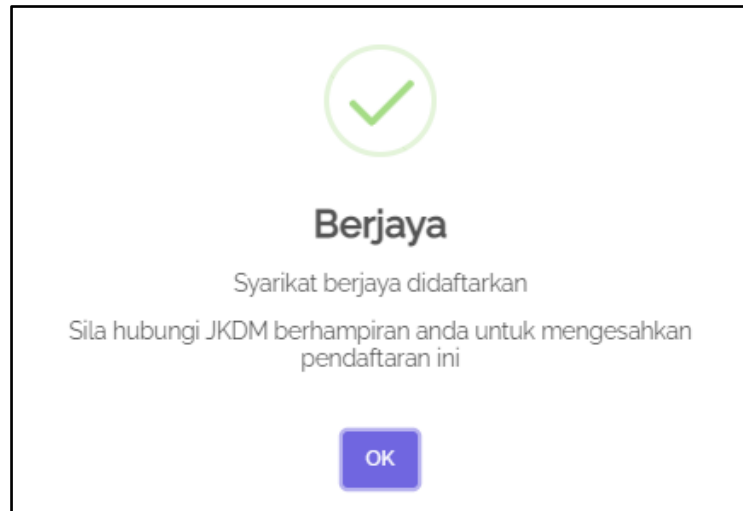 Berjaya
Syarikat berjaya didaftarkan
Sila hubungi JKDM berhampiran anda untuk mengesahkan
pendaftaran ini
OK